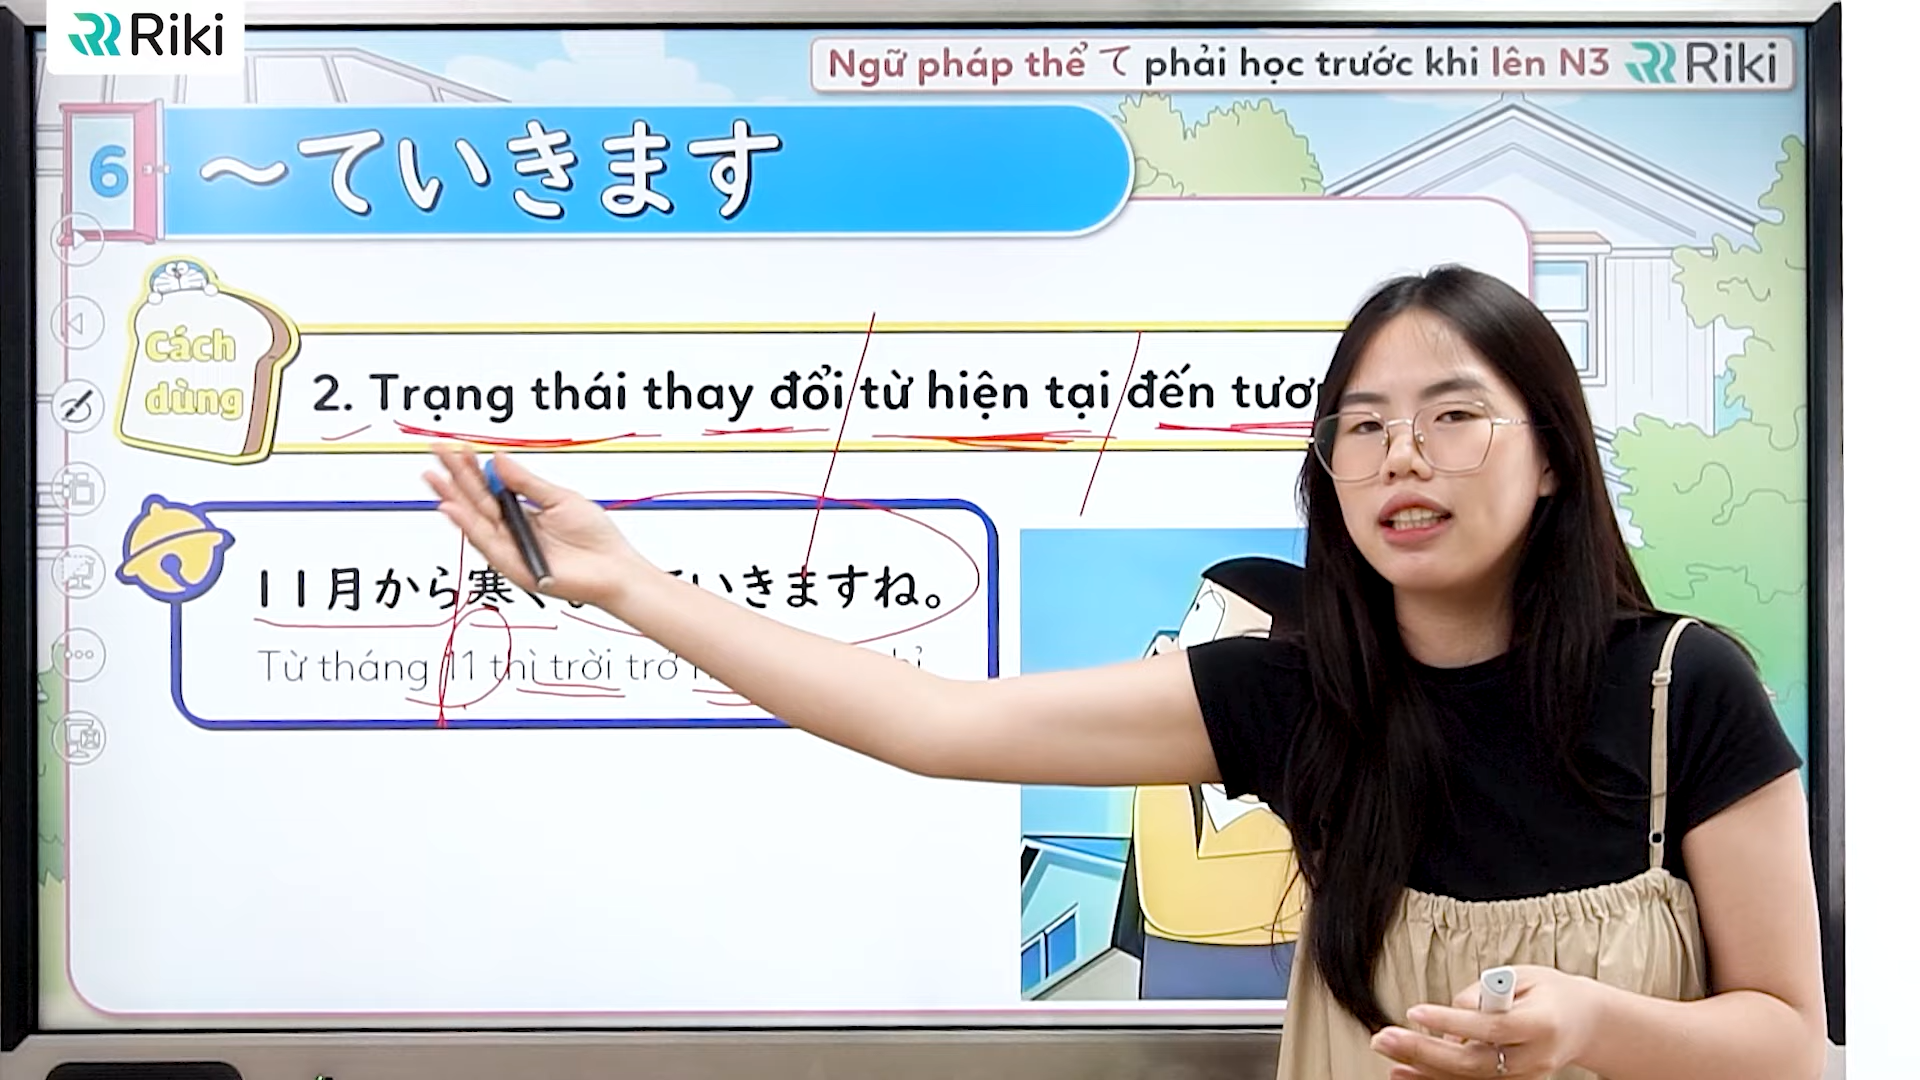 Riki
Ngữ pháp thể て phải học trước khi lên N3 Riki
6 ～ていきます
Cách dùng
2. Trạng thái thay đổi từ hiện tại đến
11月から寒く いきますね。
Từ tháng 11 thì trời trở